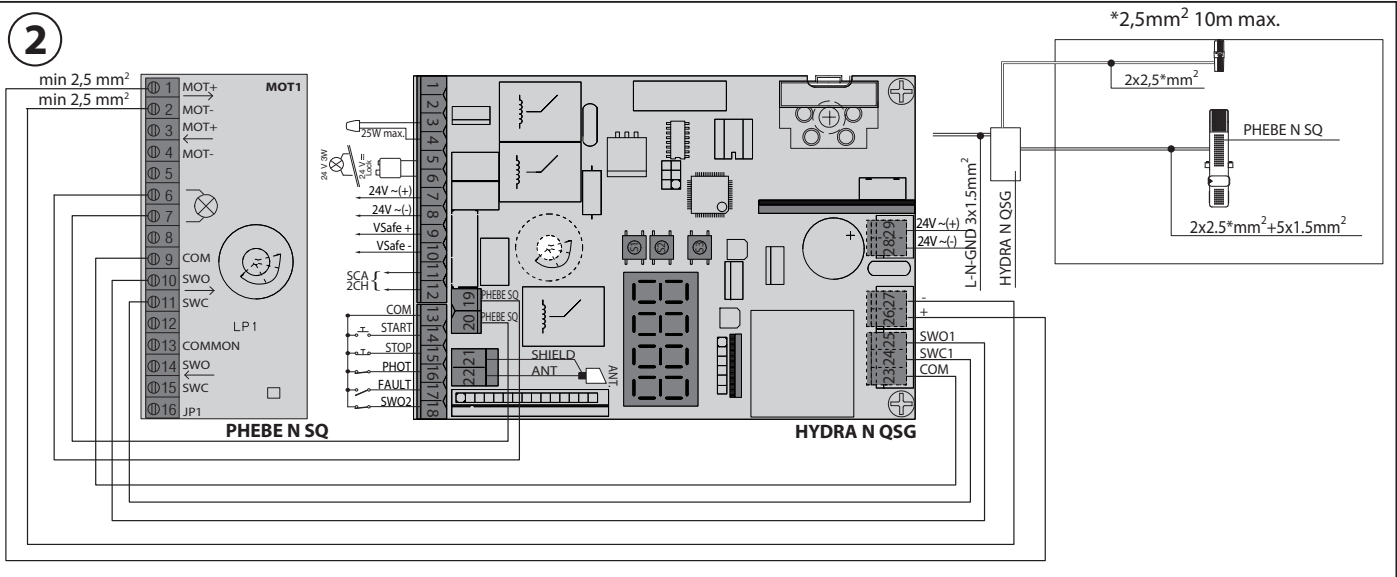 2
min 2,5 mm²
min 2,5 mm²
1 MOT+ MOT1
2 MOT-
3 MOT+
4 MOT-
5
6
7
8
9 COM
10 SWO
11 SWC
12
LP1
13 COMMON
14 SWO
15 SWC
16 JP1
PHEBE N SQ
1
2
3
25W max.
4
24 V 3W
24 V =
Lock
5
6
24V ~(+) 7
24V ~(-) 8
VSafe + 9
VSafe - 10
SCA 11
2CH 12
COM 13
START 14
STOP 15
PHOT 16
FAULT 17
SWO2 18
19 PHEBE SQ
20 PHEBE SQ
21 SHIELD
22 ANT
ANT.
S1 S2 S3
+
29 24V ~(+)
28 24V ~(-)
27 -
26 +
25 SWO1
24 SWC1
23 COM
HYDRA N QSG
L-N-GND 3x1.5mm²
HYDRA N QSG
*2,5mm² 10m max.
2x2,5*mm²
PHEBE N SQ
2x2.5*mm²+5x1.5mm²